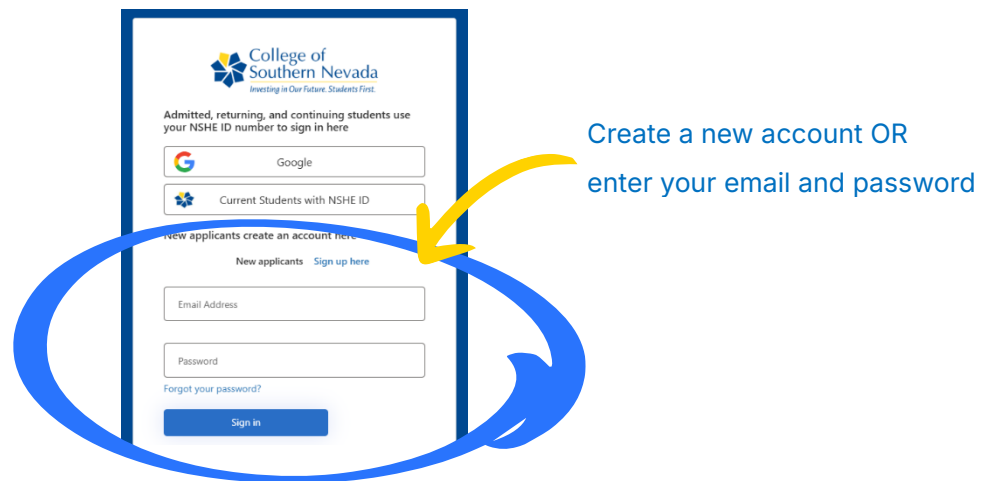 College of
Southern Nevada
Investing in Our Future. Students First.
Admitted, returning, and continuing students use
your NSHE ID number to sign in here
Google
Current Students with NSHE ID
New applicants create an account here
New applicants Sign up here
Email Address
Password
Forgot your password?
Sign in
Create a new account OR
enter your email and password